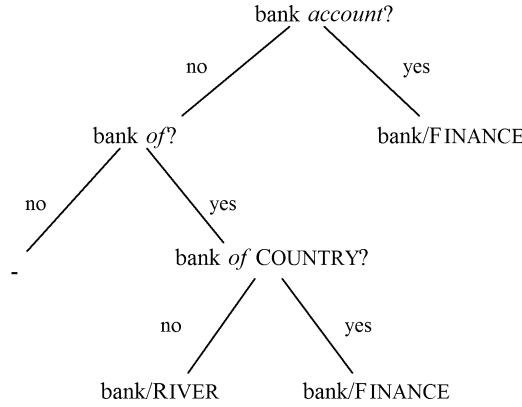 bank account?
no
yes
bank of?
bank/FINANCE
no
yes
-
bank of COUNTRY?
no
yes
bank/RIVER
bank/FINANCE